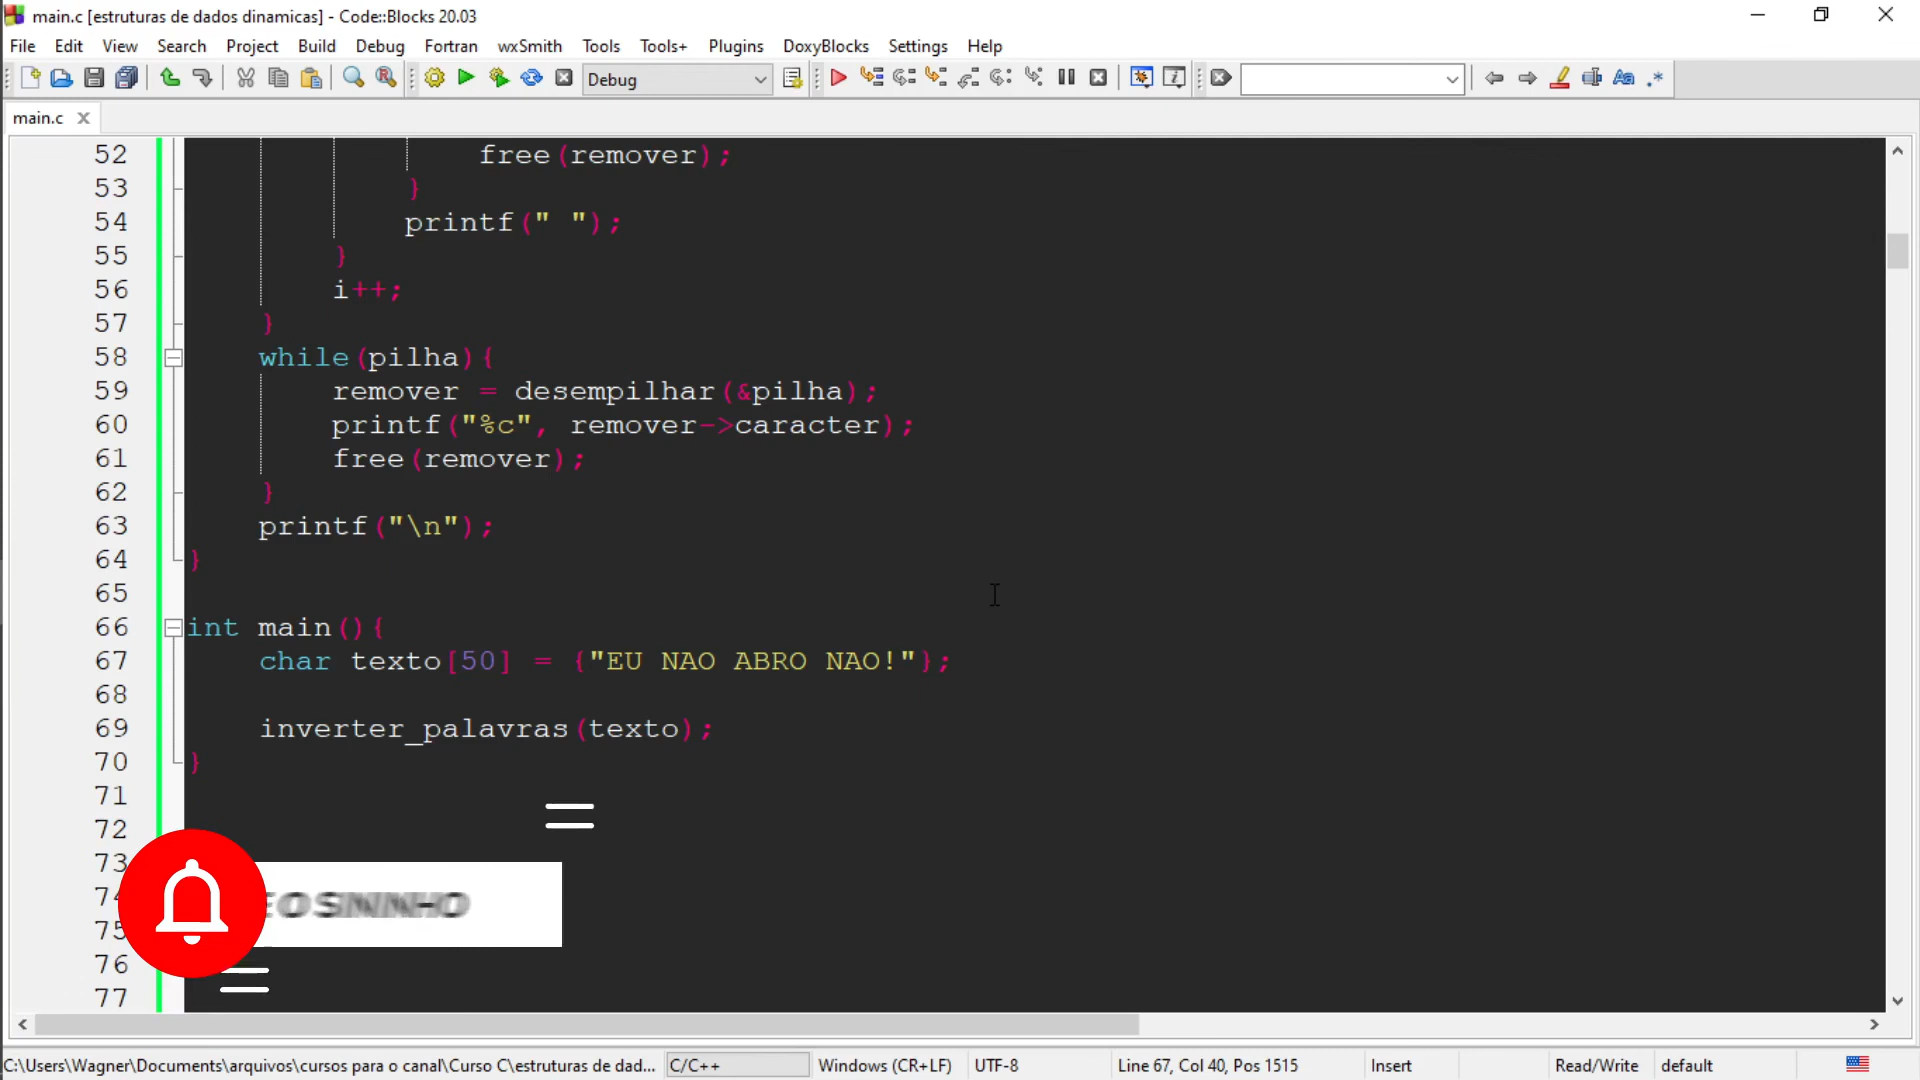 main.c [estruturas de dados dinamicas] - Code::Blocks 20.03
File Edit View Search Project Build Debug Fortran wxSmith Tools Tools+ Plugins DoxyBlocks Settings Help
Debug
main.c
52 free(remover);
53 }
54 printf(" ");
55 }
56 i++;
57 }
58 while(pilha){
59 remover = desempilhar(&pilha);
60 printf("%c", remover->caracter);
61 free(remover);
62 }
63 printf("\n");
64 }
65
66 int main(){
67 char texto[50] = {"EU NAO ABRO NAO!"};
68
69 inverter_palavras(texto);
70 }
71
72
73
74
75
76
77
C:\Users\Wagner\Documents\arquivos\cursos para o canal\Curso C\estruturas de dad... C/C++ Windows (CR+LF) UTF-8 Line 67, Col 40, Pos 1515 Insert Read/Write default